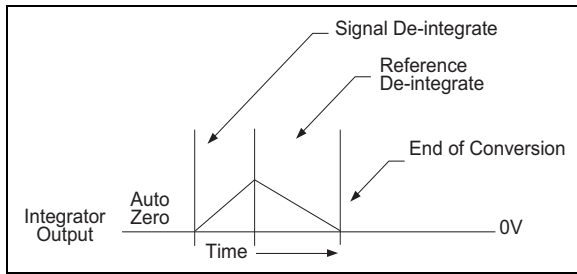 Signal De-integrate
Reference
De-integrate
End of Conversion
Auto
Zero
Integrator
Output
0V
Time